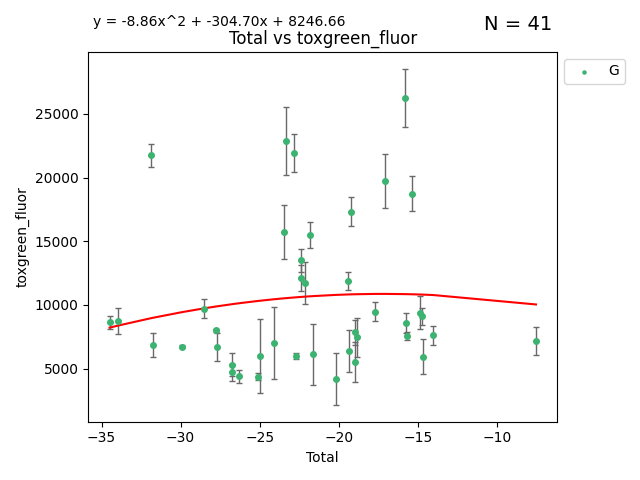 y = -8.86x^2 + -304.70x + 8246.66
N = 41
Total vs toxgreen_fluor
G
toxgreen_fluor
25000
20000
15000
10000
5000
−35
−30
−25
−20
−15
−10
Total